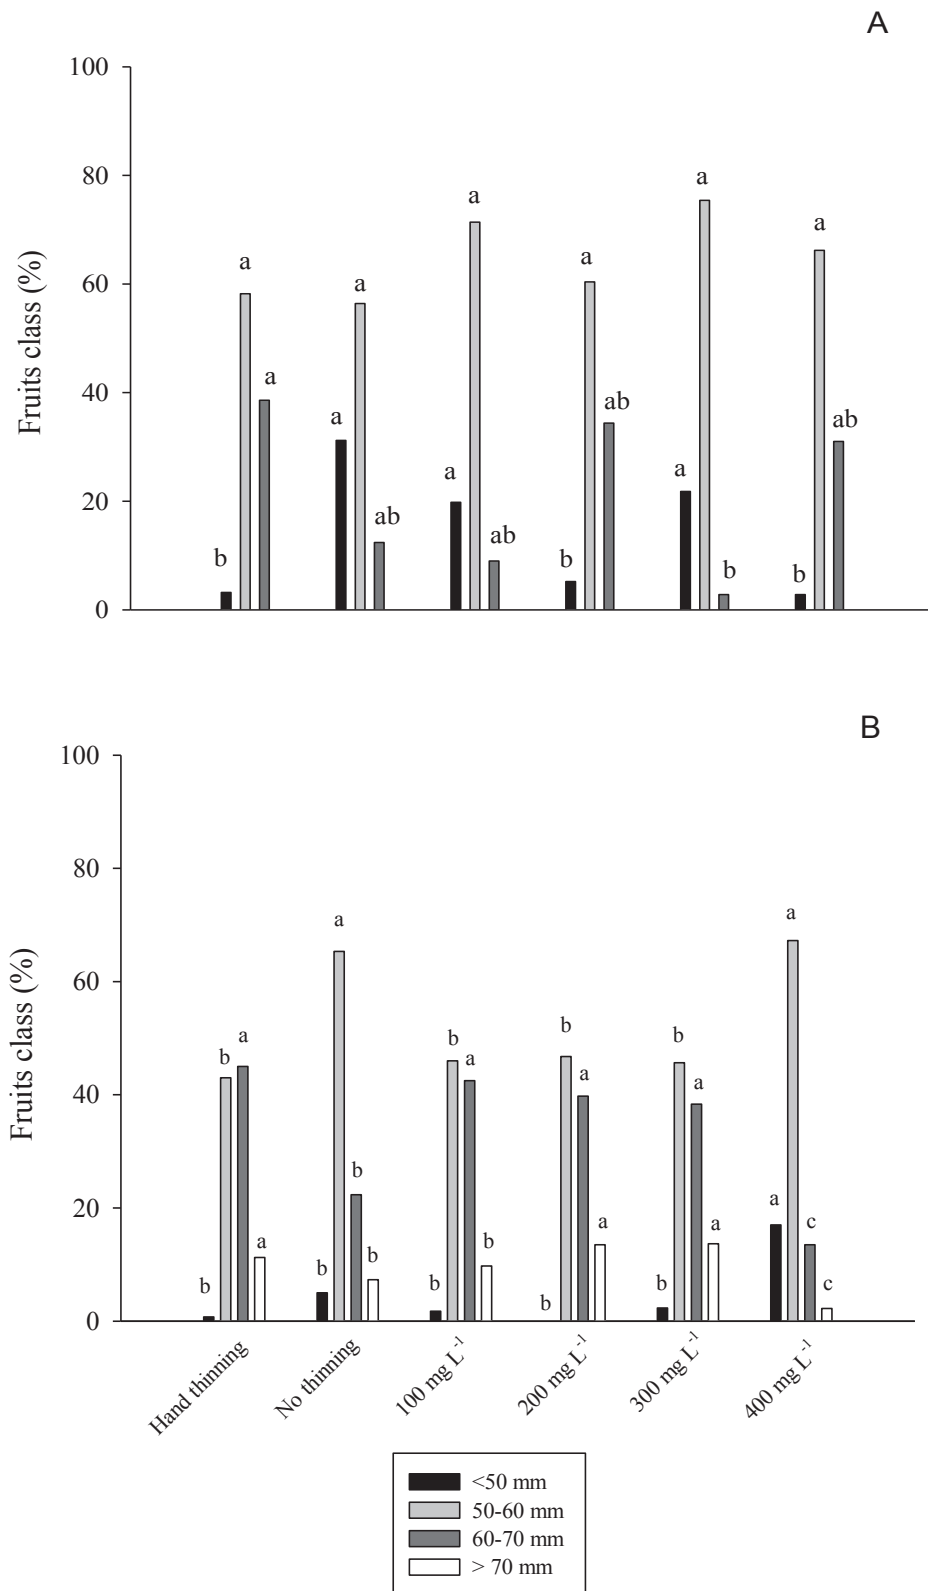 A
100
80
60
40
20
0
Fruits class (%)
b a a
a a ab
a a ab
b a ab
a a b
b a ab
B
100
80
60
40
20
0
Fruits class (%)
b b a a
b a b b
b b a b
b b a a
b b a a
a a c c
Hand thinning
No thinning
100 mg L-1
200 mg L-1
300 mg L-1
400 mg L-1
<50 mm
50-60 mm
60-70 mm
> 70 mm